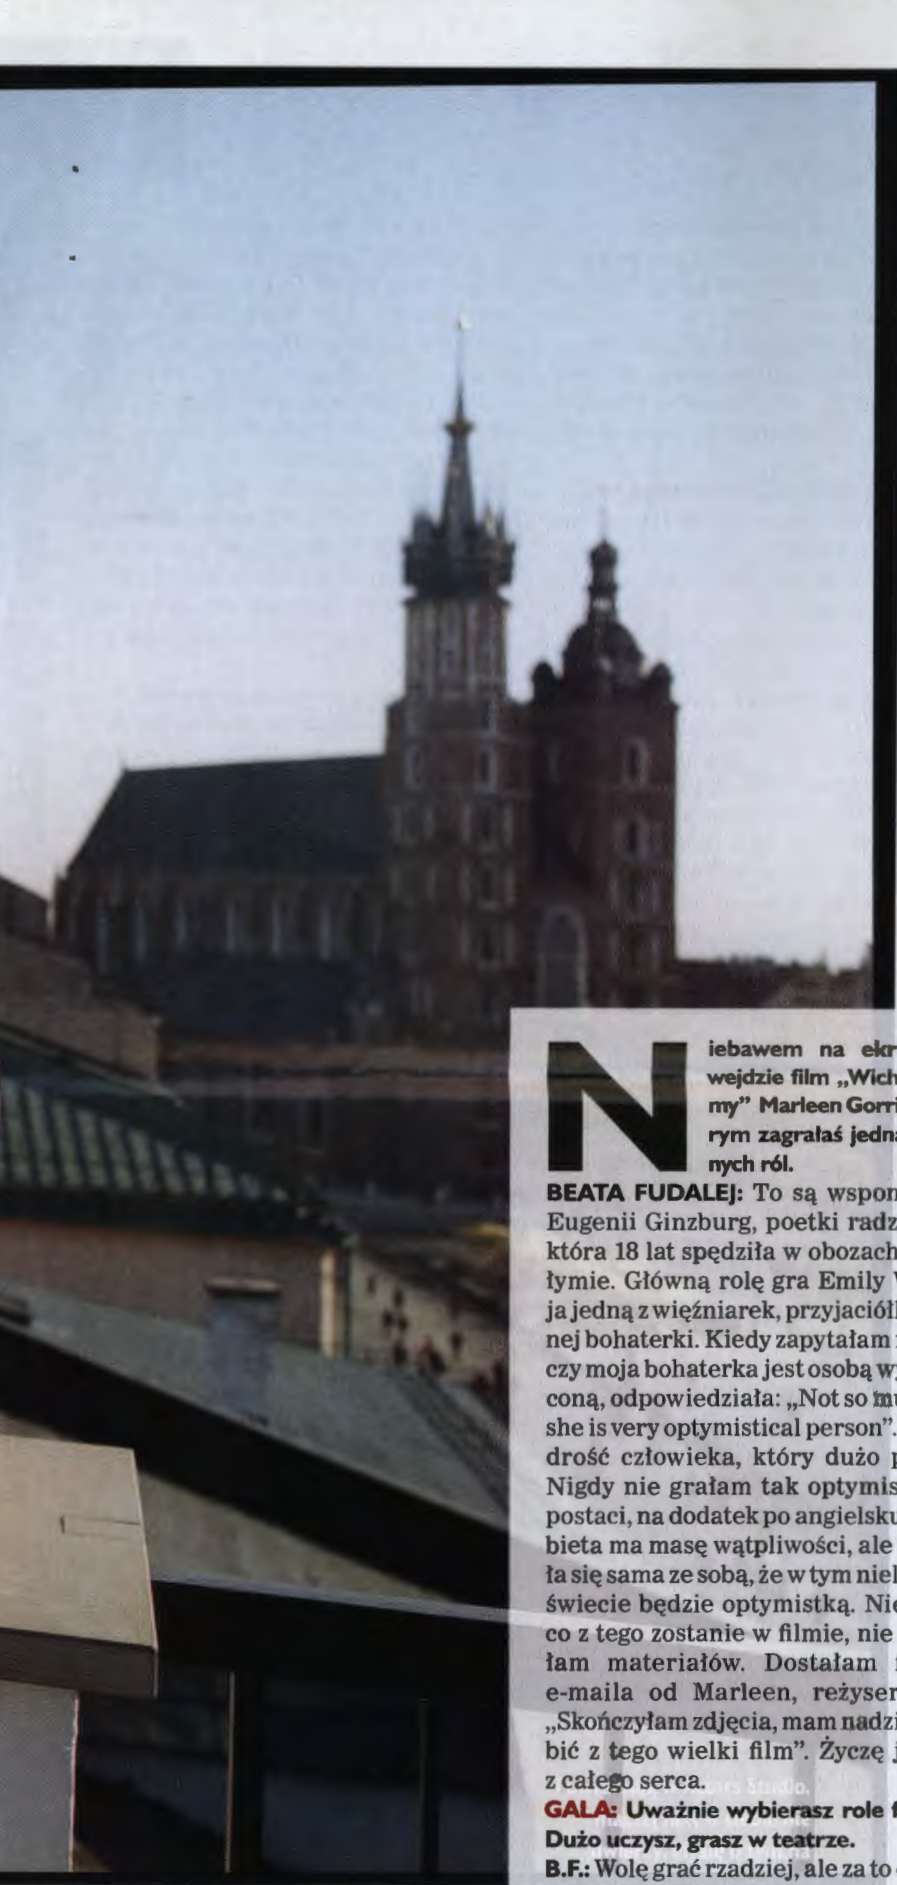 Niebawem na ekr
wejdzie film „Wich
my” Marleen Gorri
rym zagrałaś jedną
nych ról.
BEATA FUDALEJ: To są wspon
Eugenii Ginzburg, poetki radz
która 18 lat spędziła w obozach
łymie. Główną rolę gra Emily
ja jedną z więźniarek, przyjaciół
nej bohaterki. Kiedy zapytałam
czy moja bohaterka jest osobą wy
coną, odpowiedziała: „Not so mu
she is very optymistical person”.
drość człowieka, który dużo p
Nigdy nie grałam tak optymis
postaci, na dodatek po angielsku
bieta ma masę wątpliwości, ale
ła się sama ze sobą, że w tym niel
świecie będzie optymistką. Nie
co z tego zostanie w filmie, nie
łam materiałów. Dostałam
e-maila od Marleen, reżyser
„Skończyłam zdjęcia, mam nadzi
bić z tego wielki film”. Życzę j
z całego serca.
GALA: Uważnie wybierasz role f
Dużo uczysz, grasz w teatrze.
B.F.: Wolę grać rzadziej, ale za to